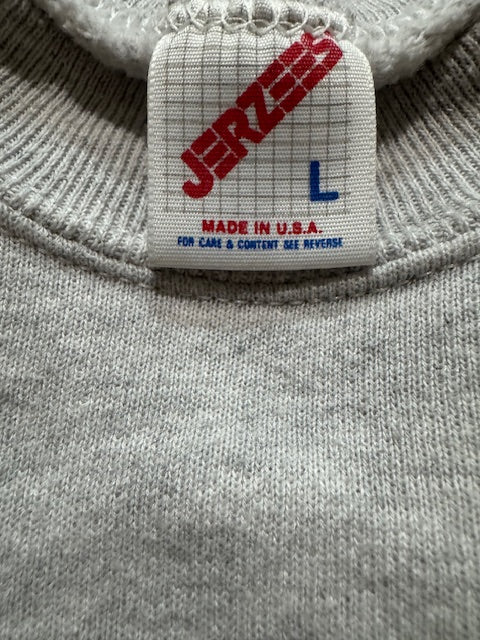 JERZEES
L
MADE IN U.S.A.
FOR CARE & CONTENT SEE REVERSE